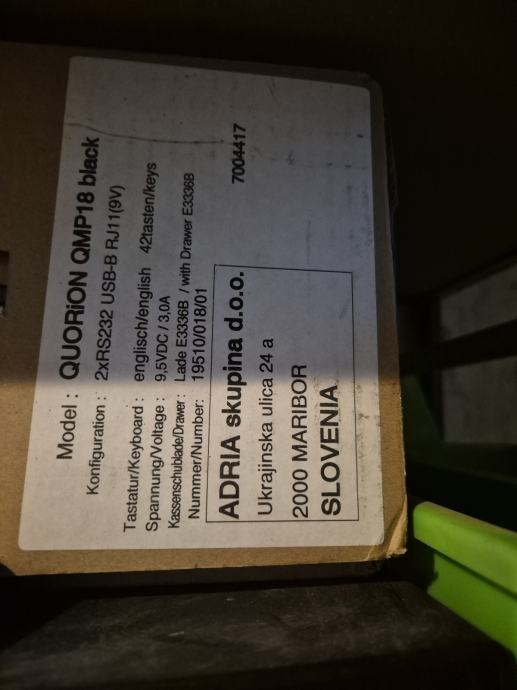 Model : QUORiON QMP18 black
Konfiguration : 2xRS232 USB-B RJ11(9V)
Tastatur/Keyboard : englisch/english 42tasten/keys
Spannung/Voltage : 9,5VDC / 3,0A
Kassenschublade/Drawer : Lade E3336B / with Drawer E3336B
Nummer/Number: 19510/018/01 7004417
ADRIA skupina d.o.o.
Ukrajinska ulica 24 a
2000 MARIBOR
SLOVENIA